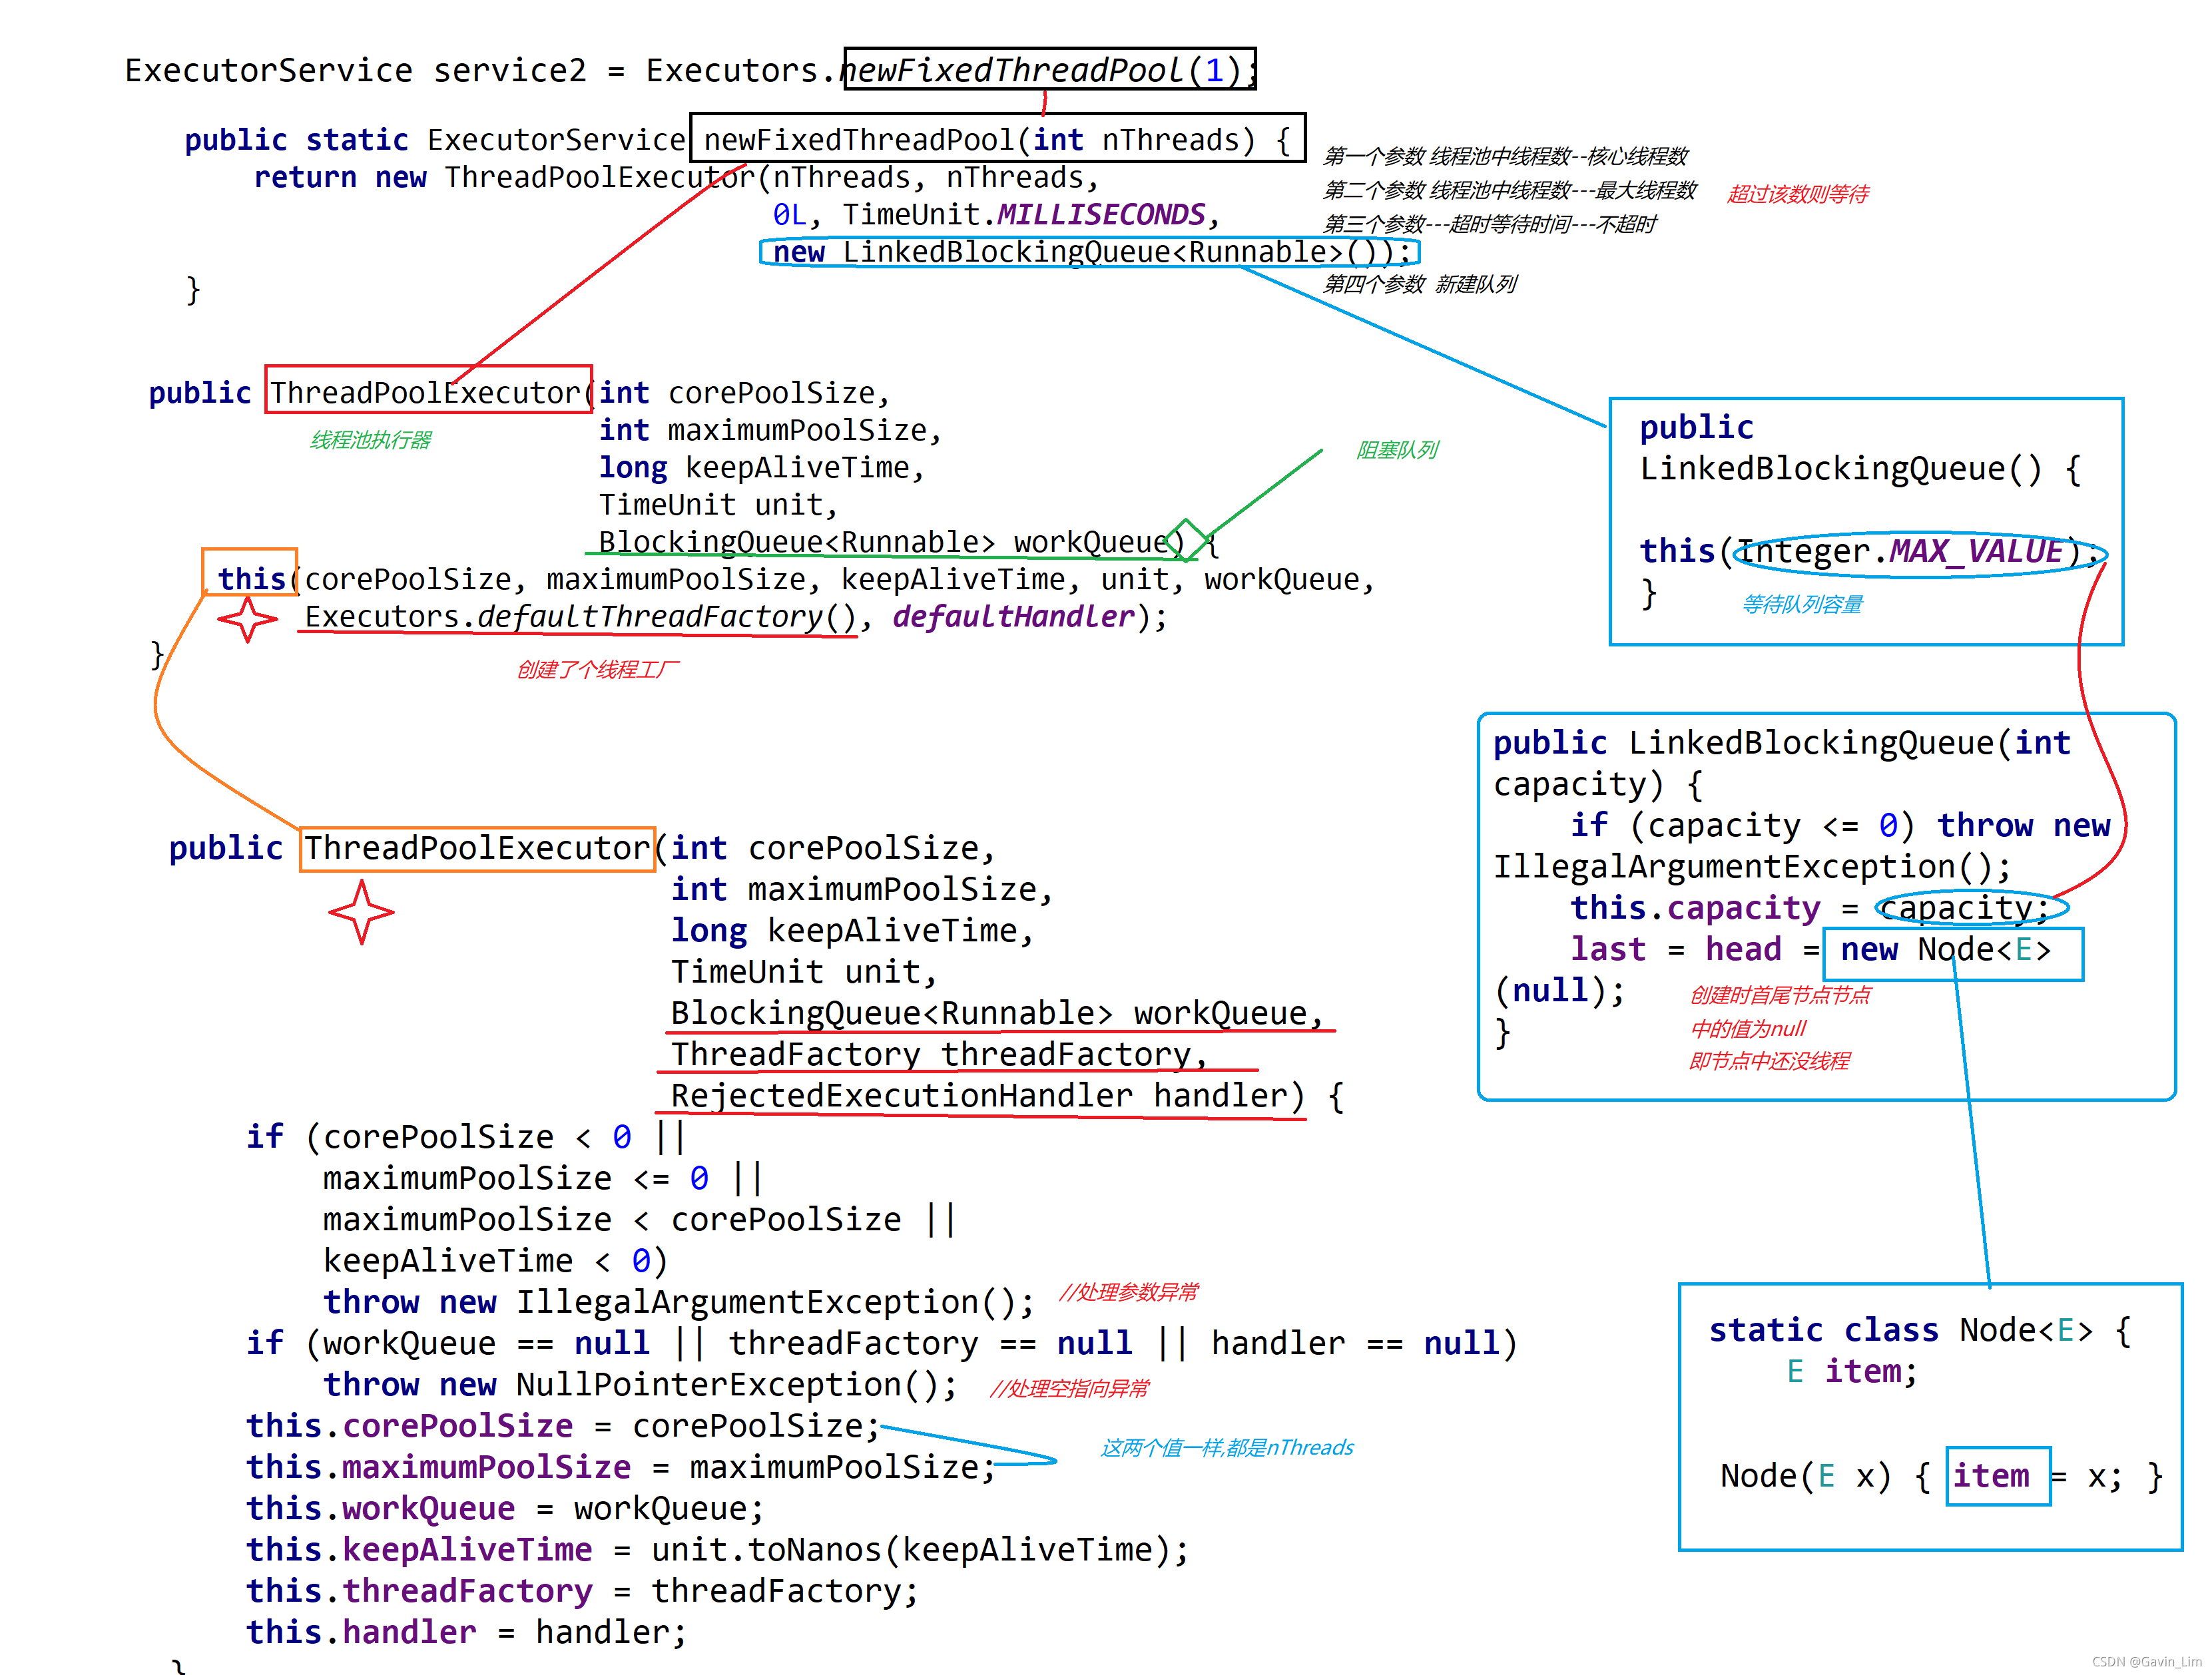 ExecutorService service2 = Executors.newFixedThreadPool(1);
public static ExecutorService newFixedThreadPool(int nThreads) {
return new ThreadPoolExecutor(nThreads, nThreads,
0L, TimeUnit.MILLISECONDS,
new LinkedBlockingQueue<Runnable>());
}
第一个参数 线程池中线程数--核心线程数
第二个参数 线程池中线程数---最大线程数 超过该数则等待
第三个参数---超时等待时间---不超时
第四个参数 新建队列
public ThreadPoolExecutor(int corePoolSize,
int maximumPoolSize,
long keepAliveTime,
TimeUnit unit,
BlockingQueue<Runnable> workQueue) {
this(corePoolSize, maximumPoolSize, keepAliveTime, unit, workQueue,
Executors.defaultThreadFactory(), defaultHandler);
}
线程池执行器
阻塞队列
创建了个线程工厂
public
LinkedBlockingQueue() {
this(Integer.MAX_VALUE);
}
等待队列容量
public LinkedBlockingQueue(int
capacity) {
if (capacity <= 0) throw new
IllegalArgumentException();
this.capacity = capacity;
last = head = new Node<E>
(null);
}
创建时首尾节点节点
中的值为null
即节点中还没线程
public ThreadPoolExecutor(int corePoolSize,
int maximumPoolSize,
long keepAliveTime,
TimeUnit unit,
BlockingQueue<Runnable> workQueue,
ThreadFactory threadFactory,
RejectedExecutionHandler handler) {
if (corePoolSize < 0 ||
maximumPoolSize <= 0 ||
maximumPoolSize < corePoolSize ||
keepAliveTime < 0)
throw new IllegalArgumentException(); //处理参数异常
if (workQueue == null || threadFactory == null || handler == null)
throw new NullPointerException(); //处理空指向异常
this.corePoolSize = corePoolSize;
this.maximumPoolSize = maximumPoolSize;
这两个值一样,都是nThreads
this.workQueue = workQueue;
this.keepAliveTime = unit.toNanos(keepAliveTime);
this.threadFactory = threadFactory;
this.handler = handler;
}
static class Node<E> {
E item;
Node(E x) { item = x; }
CSDN @Gavin_Lim